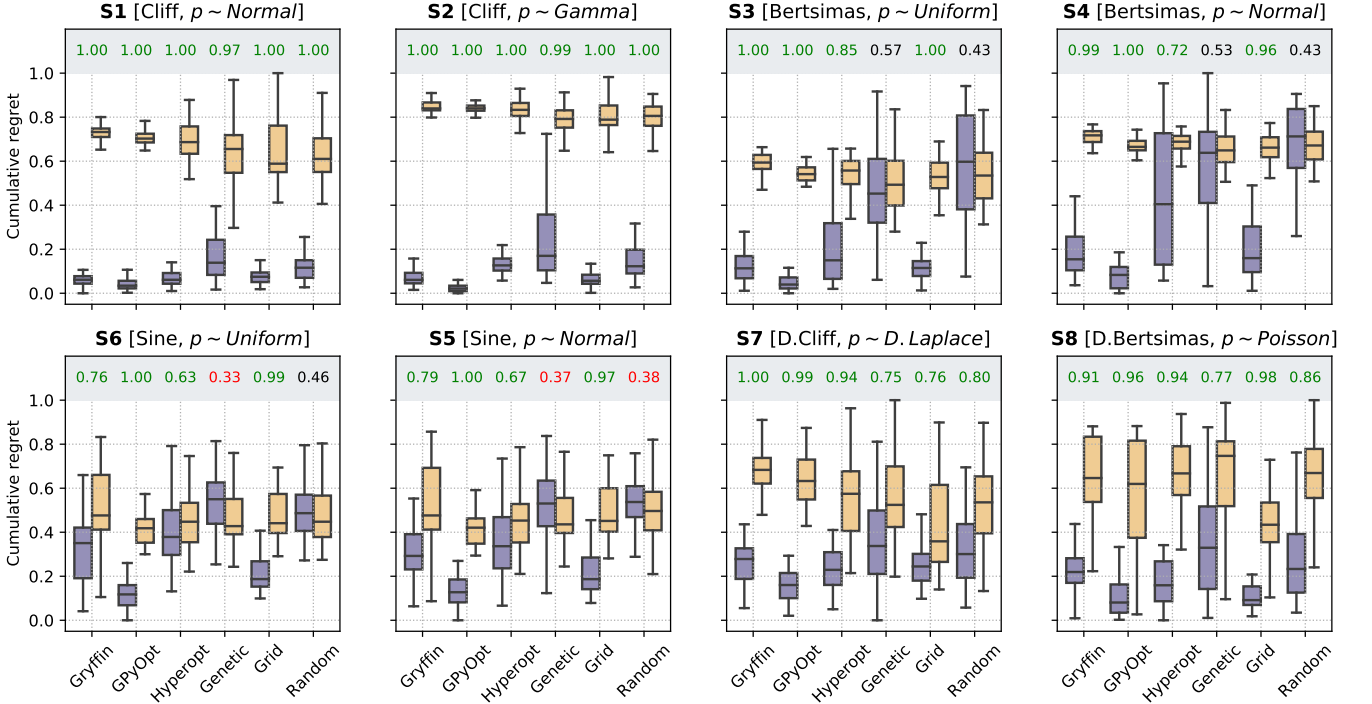 S1 [Cliff, p ~ Normal]
S2 [Cliff, p ~ Gamma]
S3 [Bertsimas, p ~ Uniform]
S4 [Bertsimas, p ~ Normal]
1.00 1.00 1.00 0.97 1.00 1.00
1.00 1.00 1.00 0.99 1.00 1.00
1.00 1.00 0.85 0.57 1.00 0.43
0.99 1.00 0.72 0.53 0.96 0.43
Cumulative regret
1.0
0.8
0.6
0.4
0.2
0.0
S6 [Sine, p ~ Uniform]
S5 [Sine, p ~ Normal]
S7 [D.Cliff, p ~ D. Laplace]
S8 [D.Bertsimas, p ~ Poisson]
0.76 1.00 0.63 0.33 0.99 0.46
0.79 1.00 0.67 0.37 0.97 0.38
1.00 0.99 0.94 0.75 0.76 0.80
0.91 0.96 0.94 0.77 0.98 0.86
Cumulative regret
1.0
0.8
0.6
0.4
0.2
0.0
Gryffin GPyOpt Hyperopt Genetic Grid Random
Gryffin GPyOpt Hyperopt Genetic Grid Random
Gryffin GPyOpt Hyperopt Genetic Grid Random
Gryffin GPyOpt Hyperopt Genetic Grid Random